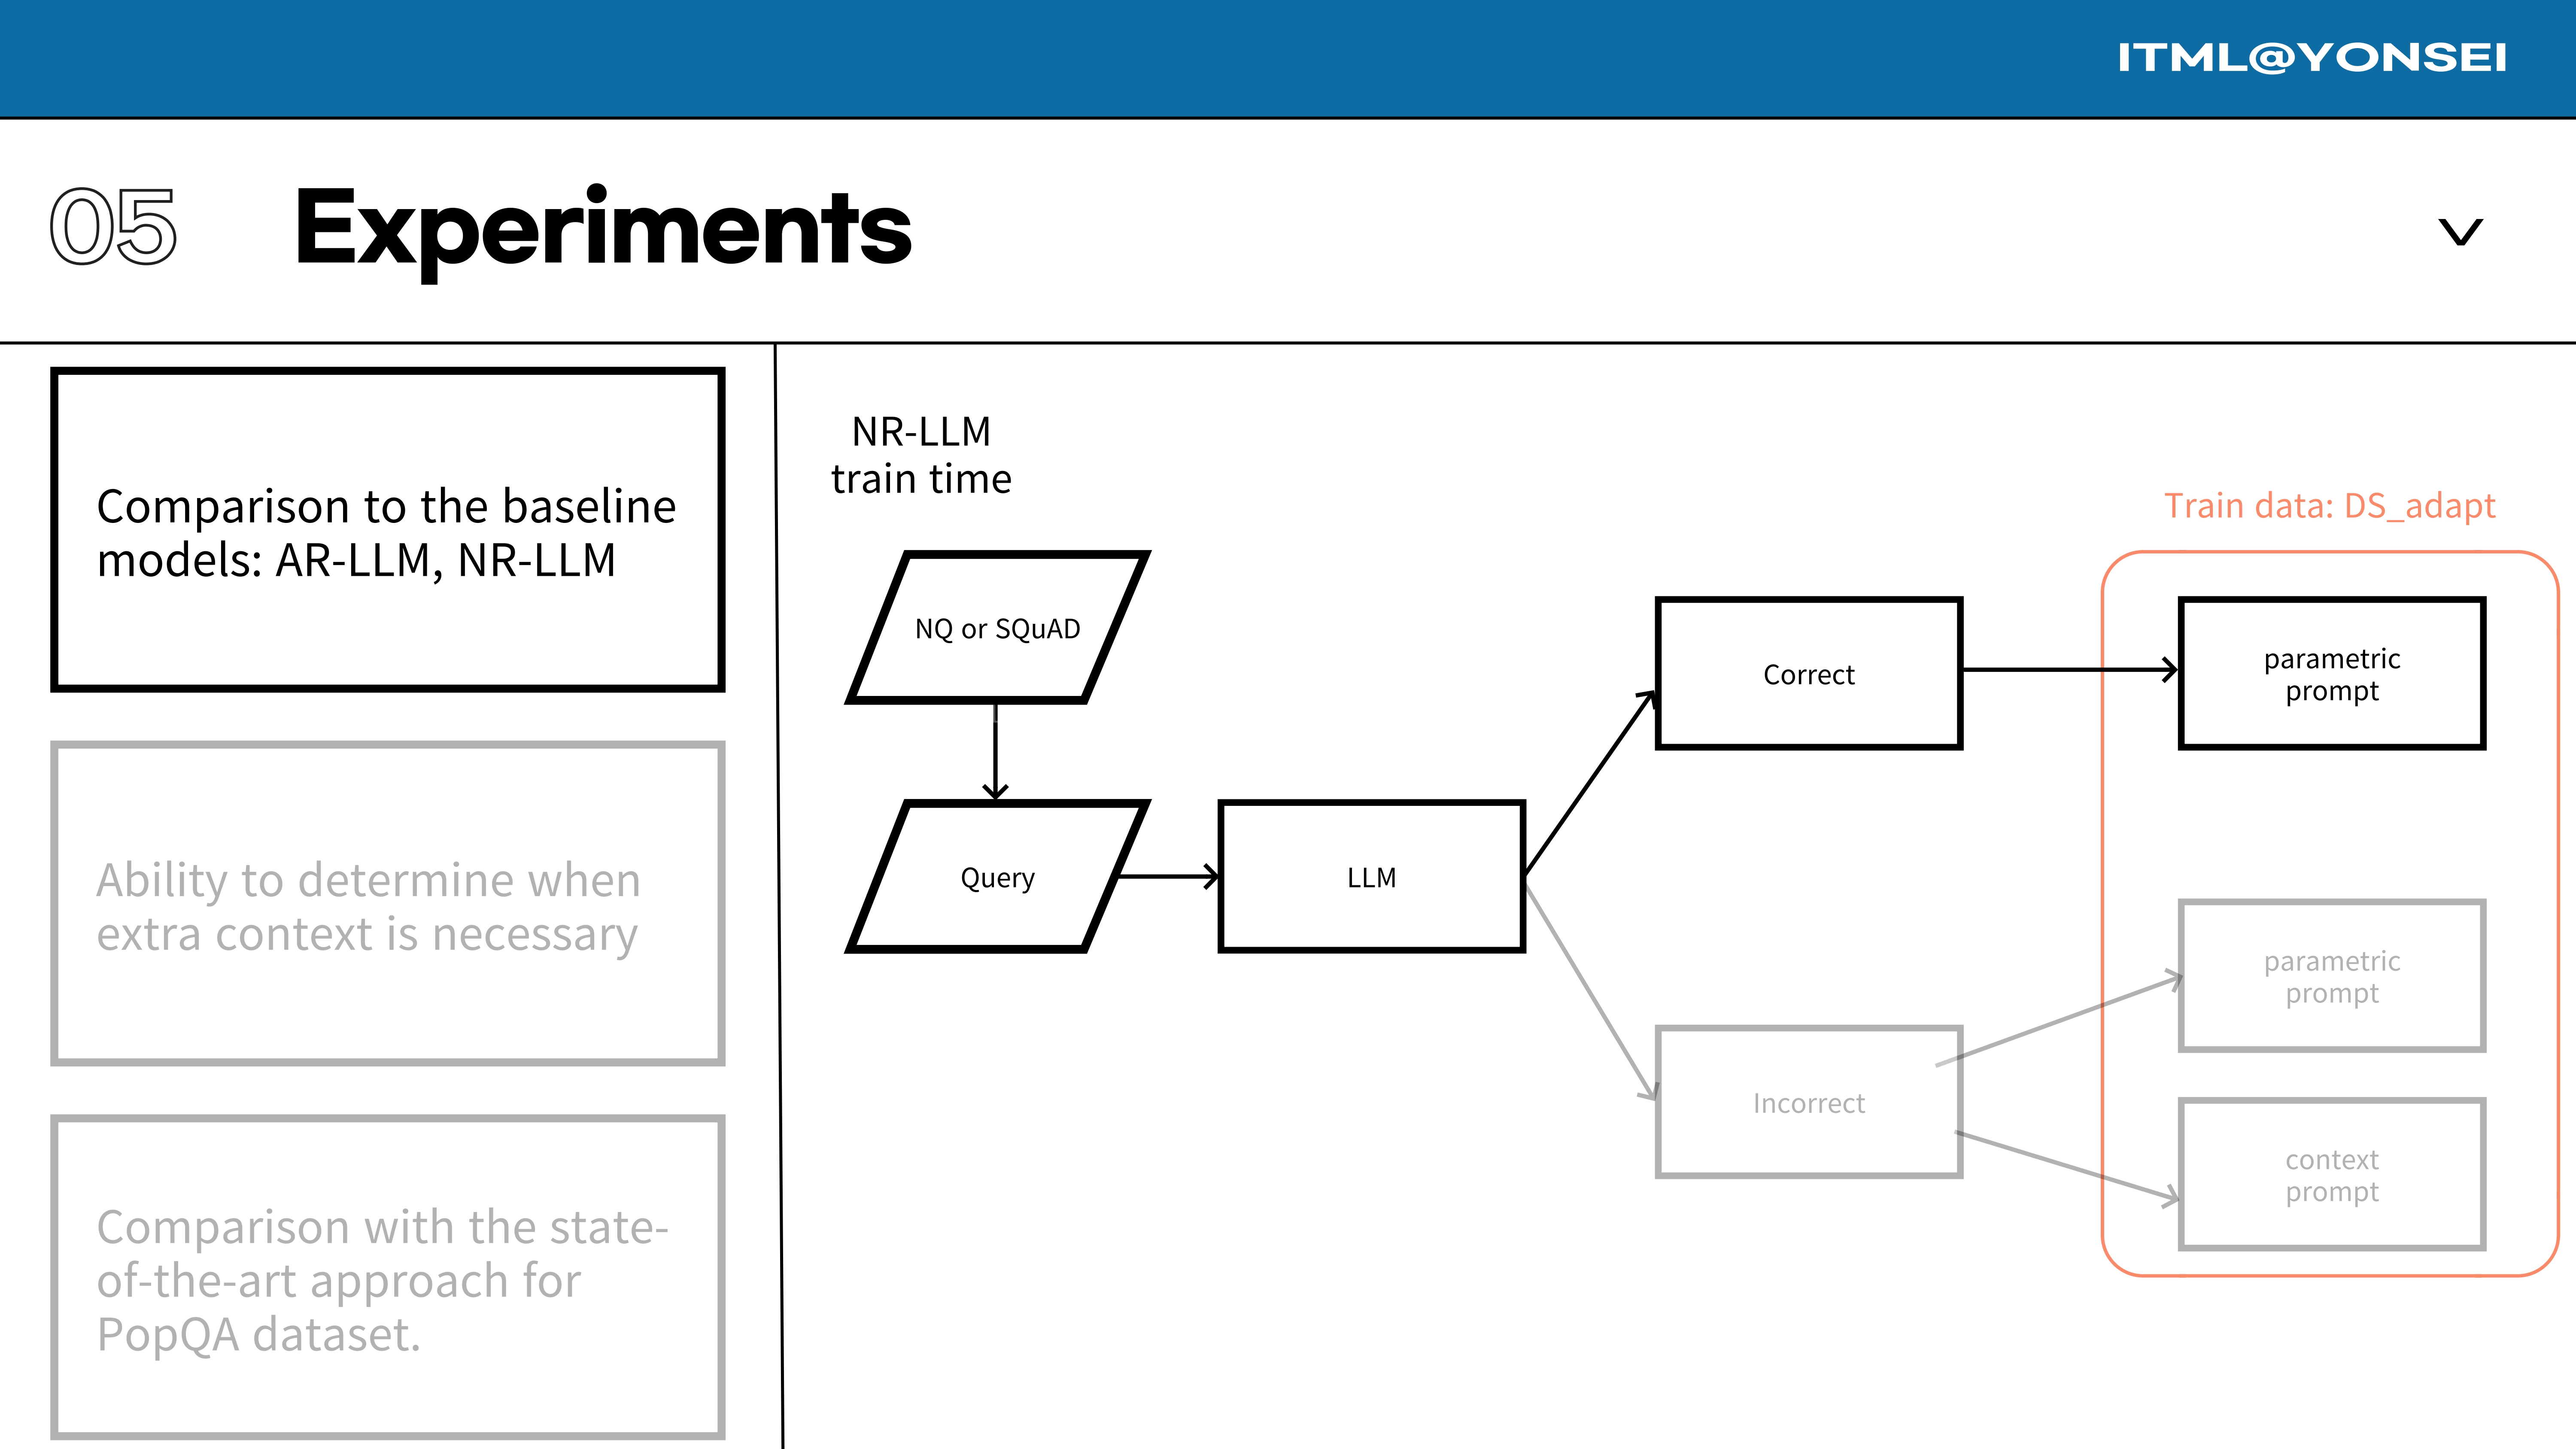 ITML@YONSEI
05 Experiments
Comparison to the baseline
models: AR-LLM, NR-LLM
Ability to determine when
extra context is necessary
Comparison with the state-
of-the-art approach for
PopQA dataset.
NR-LLM
train time
NQ or SQuAD
Query
LLM
Correct
Incorrect
Train data: DS_adapt
parametric
prompt
parametric
prompt
context
prompt